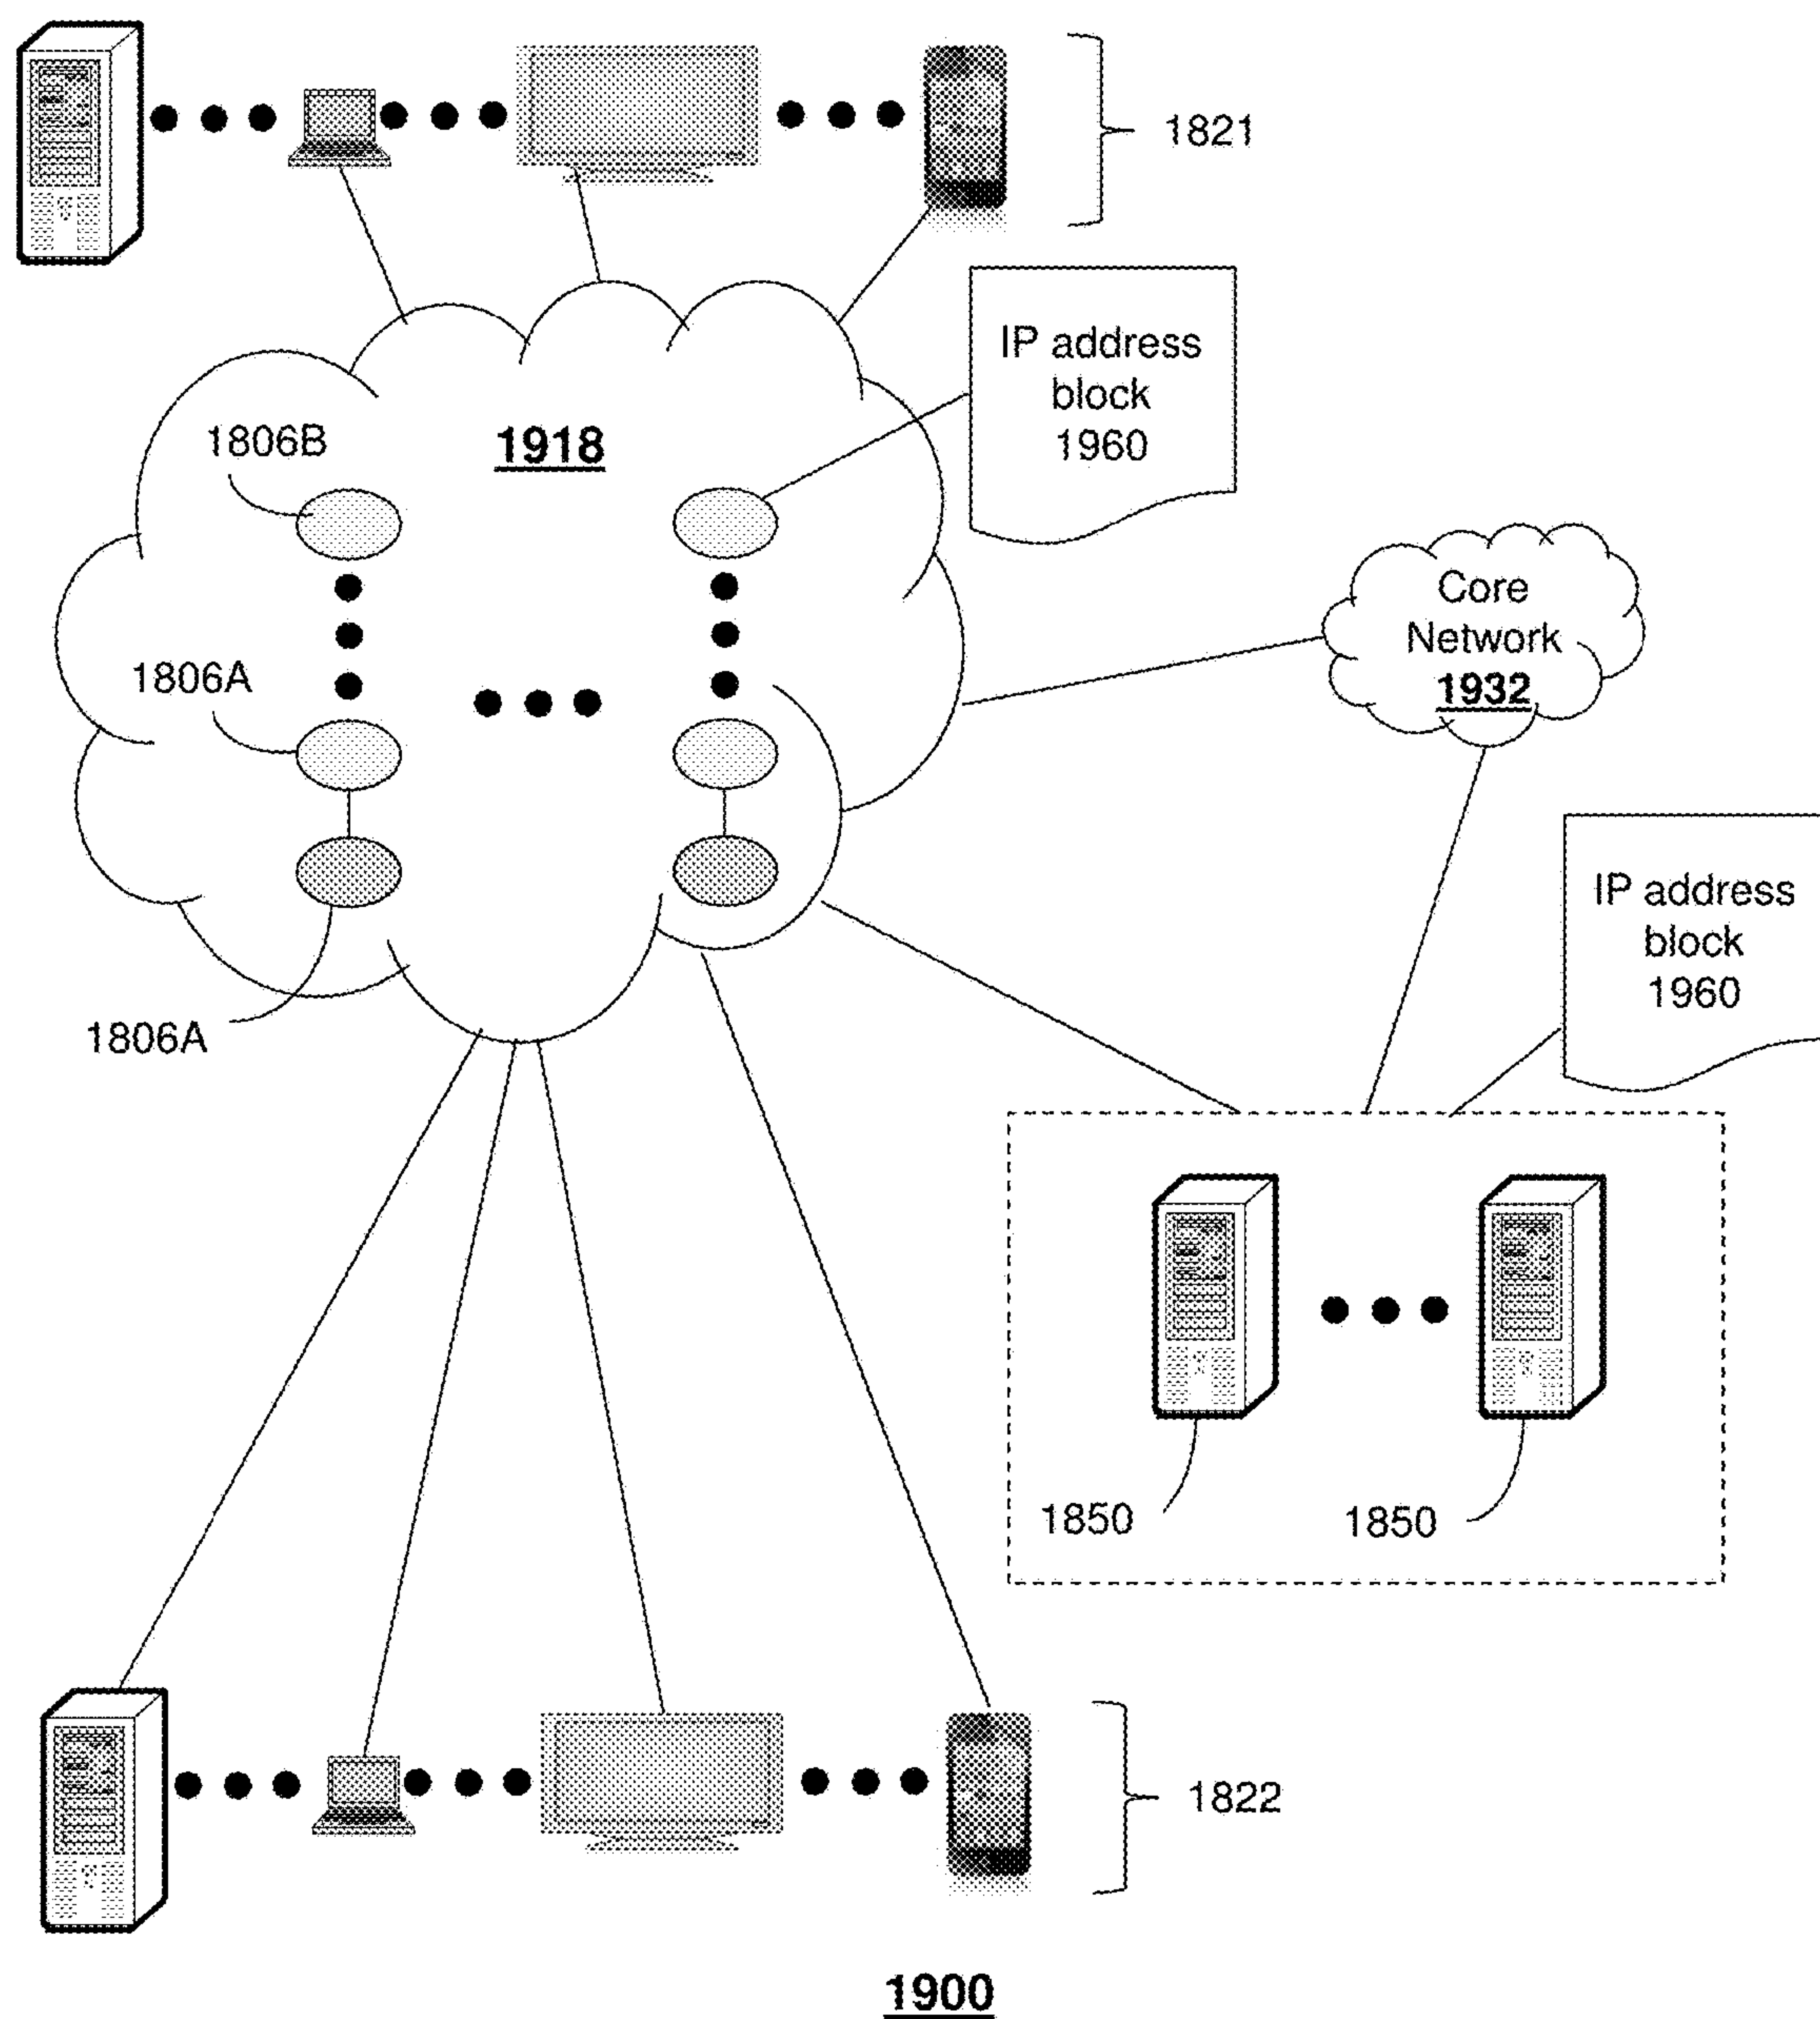 1821
IP address
block
1960
1806B
1918
Core
Network
1932
1806A
IP address
block
1960
1806A
1850
1850
1822
1900